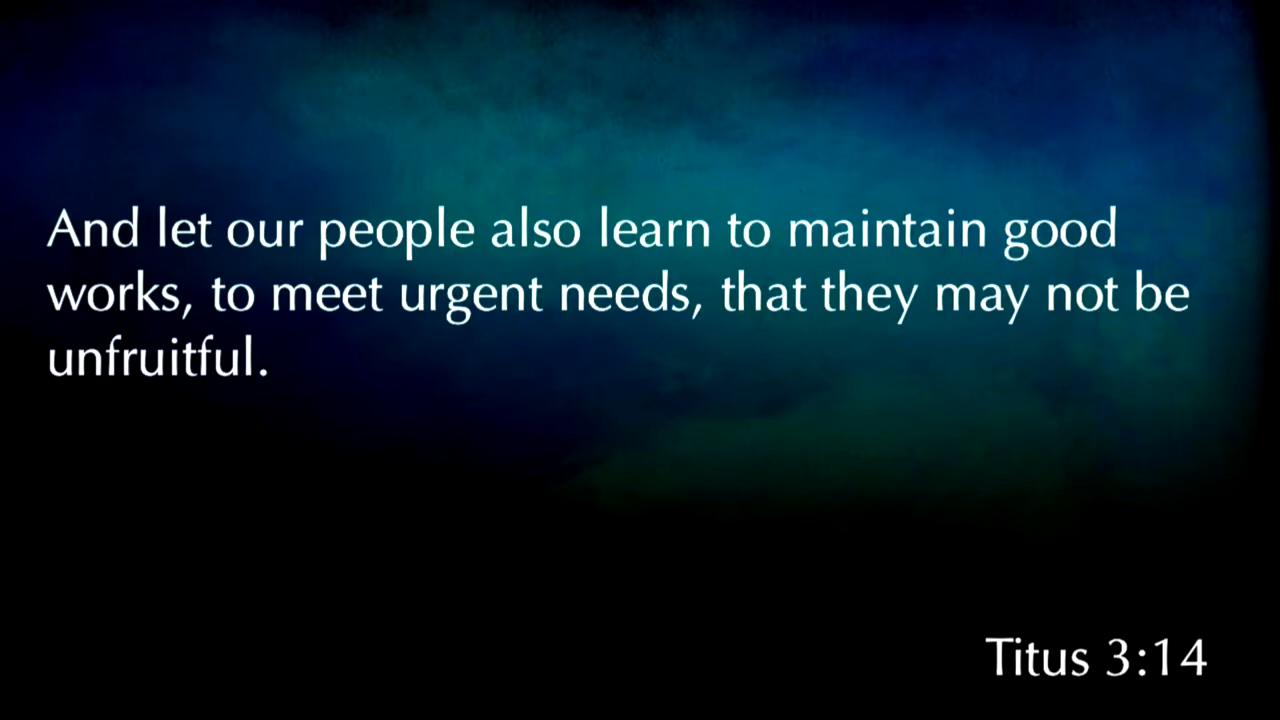 And let our people also learn to maintain good
works, to meet urgent needs, that they may not be
unfruitful.
Titus 3:14